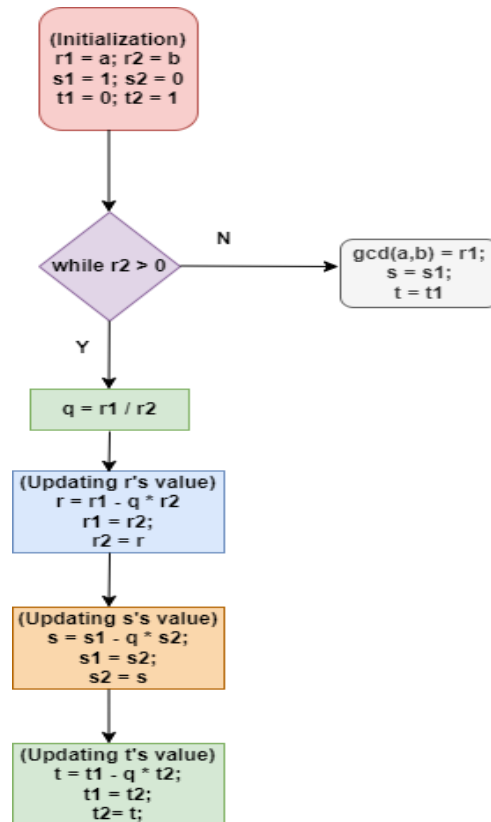 (Initialization)
r1 = a; r2 = b
s1 = 1; s2 = 0
t1 = 0; t2 = 1
while r2 > 0
N
gcd(a,b) = r1;
s = s1;
t = t1
Y
q = r1 / r2
(Updating r's value)
r = r1 - q * r2
r1 = r2;
r2 = r
(Updating s's value)
s = s1 - q * s2;
s1 = s2;
s2 = s
(Updating t's value)
t = t1 - q * t2;
t1 = t2;
t2= t;